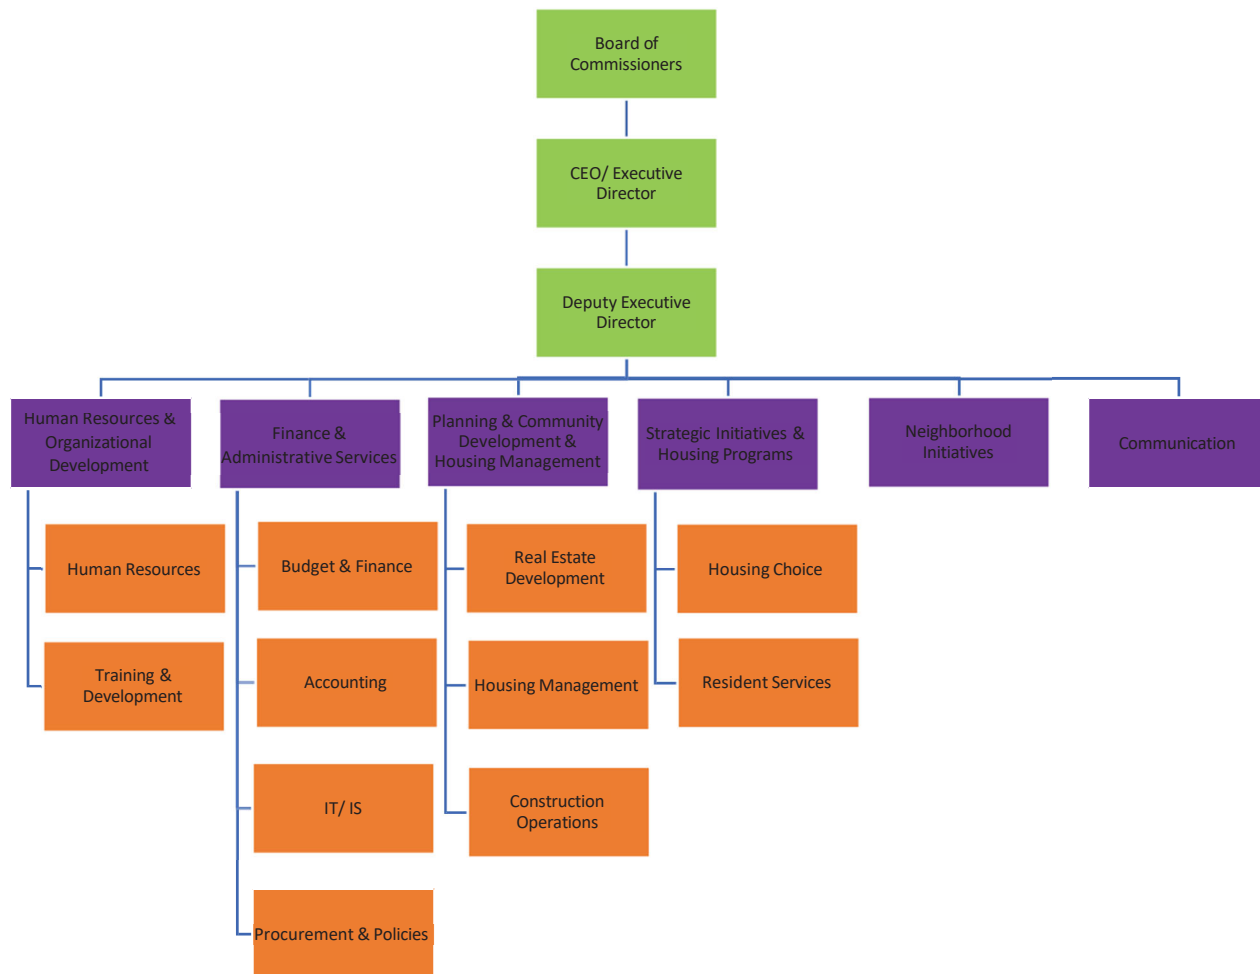 Board of
Commissioners
CEO/ Executive
Director
Deputy Executive
Director
Human Resources &
Organizational
Development
Finance &
Administrative Services
Planning & Community
Development &
Housing Management
Strategic Initiatives &
Housing Programs
Neighborhood
Initiatives
Communication
Human Resources
Training &
Development
Budget & Finance
Accounting
IT/ IS
Procurement & Policies
Real Estate
Development
Housing Management
Construction
Operations
Housing Choice
Resident Services